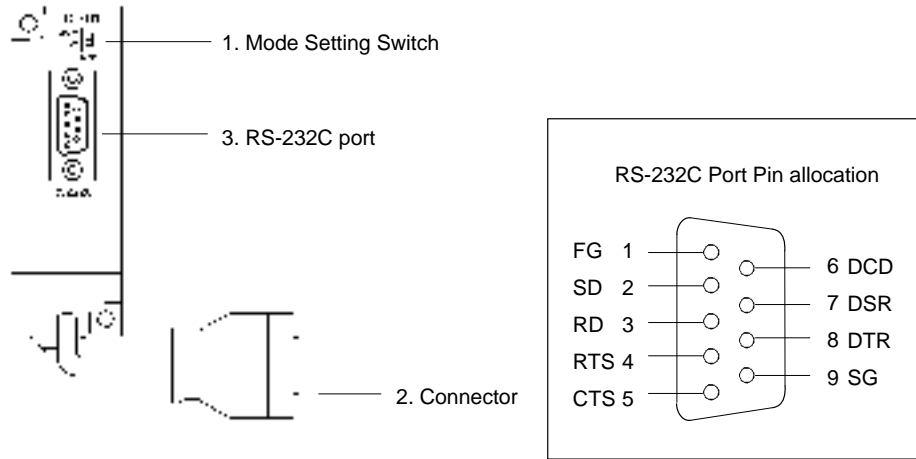 1. Mode Setting Switch
3. RS-232C port
2. Connector
RS-232C Port Pin allocation
FG 1
SD 2
RD 3
RTS 4
CTS 5
6 DCD
7 DSR
8 DTR
9 SG